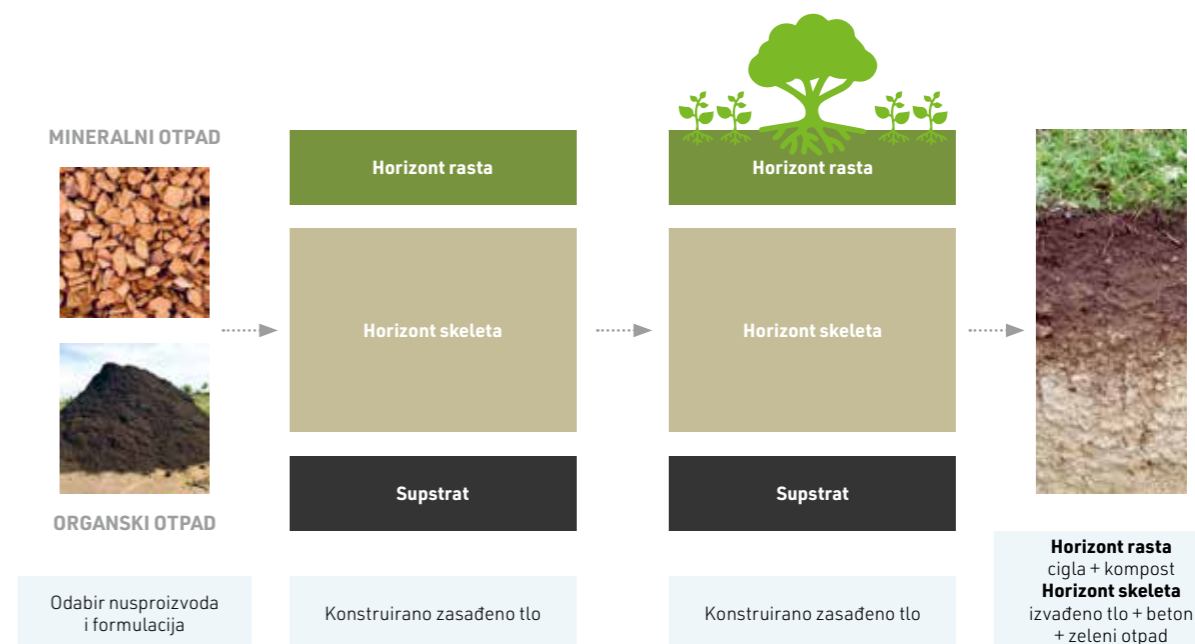 MINERALNI OTPAD
ORGANSKI OTPAD
Odabir nusproizvoda
i formulacija
Horizont rasta
Horizont skeleta
Supstrat
Konstruirano zasađeno tlo
Horizont rasta
Horizont skeleta
Supstrat
Konstruirano zasađeno tlo
Horizont rasta
cigla + kompost
Horizont skeleta
izvađeno tlo + beton
+ zeleni otpad